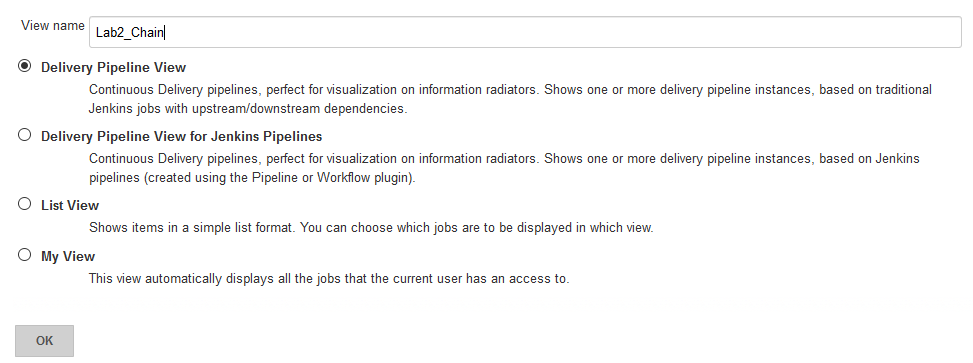 View name Lab2_Chain
Delivery Pipeline View
Continuous Delivery pipelines, perfect for visualization on information radiators. Shows one or more delivery pipeline instances, based on traditional
Jenkins jobs with upstream/downstream dependencies.
Delivery Pipeline View for Jenkins Pipelines
Continuous Delivery pipelines, perfect for visualization on information radiators. Shows one or more delivery pipeline instances, based on Jenkins
pipelines (created using the Pipeline or Workflow plugin).
List View
Shows items in a simple list format. You can choose which jobs are to be displayed in which view.
My View
This view automatically displays all the jobs that the current user has an access to.
OK